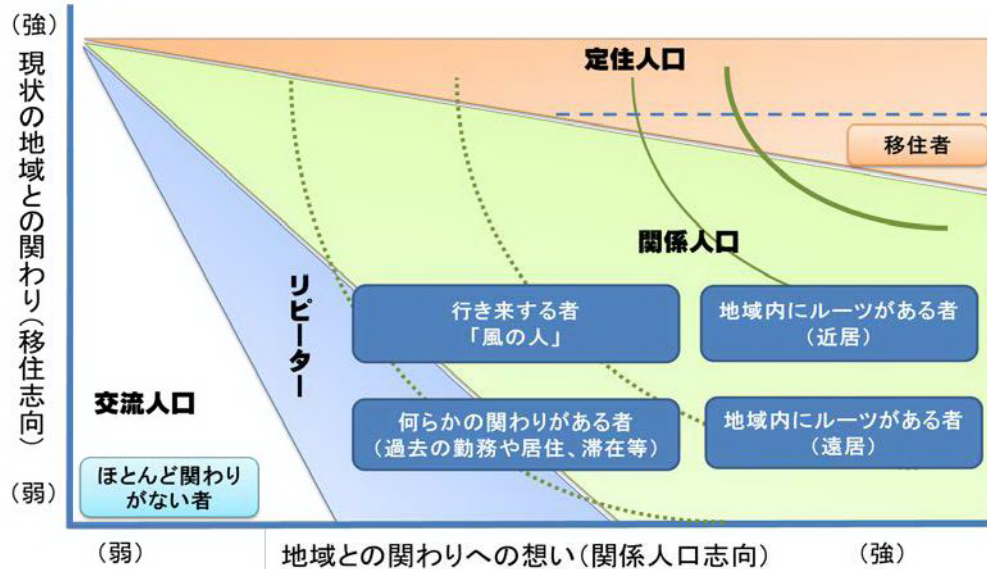 （強）
現状の地域との関わり（移住志向）
（弱）
定住人口
移住者
関係人口
リピーター
行き来する者
「風の人」
地域内にルーツがある者
（近居）
交流人口
何らかの関わりがある者
（過去の勤務や居住、滞在等）
地域内にルーツがある者
（遠居）
ほとんど関わり
がない者
（弱）
地域との関わりへの想い（関係人口志向）
（強）